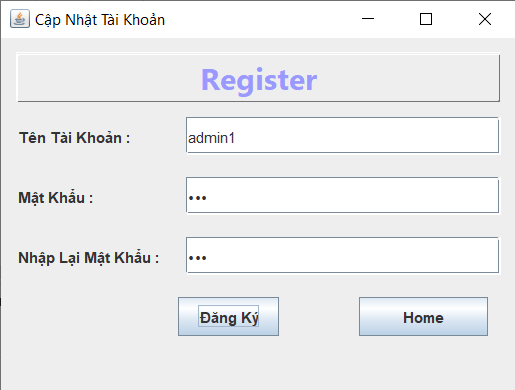 Cập Nhật Tài Khoản
Register
Tên Tài Khoản : admin1
Mật Khẩu : •••
Nhập Lại Mật Khẩu : •••
Đăng Ký Home